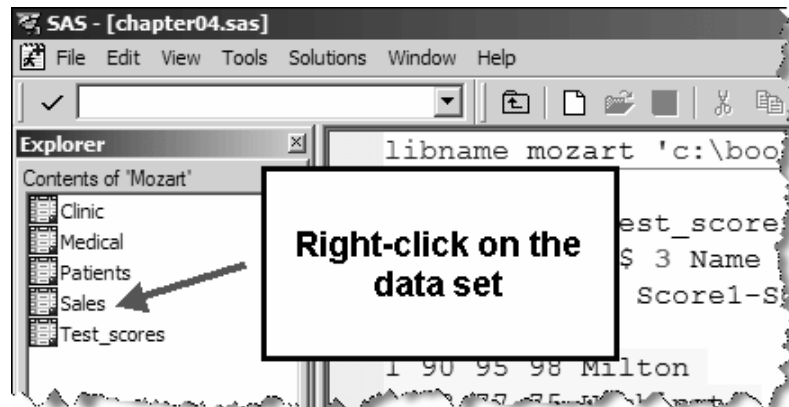 SAS - [chapter04.sas]
File Edit View Tools Solutions Window Help
Explorer
Contents of 'Mozart'
Clinic
Medical
Patients
Sales
Test_scores
libname mozart 'c:\boo
est_score
$ 3 Name
Score1-S
1 90 95 98 Milton
Right-click on the
data set